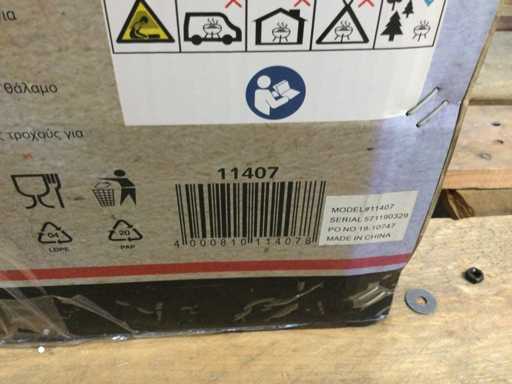 ία
θάλαμο
ς τροχούς για
11407
4 000810 114078
MODEL#11407
SERIAL 571190329
PO NO 19-10747
MADE IN CHINA
04
LDPE
20
PAP